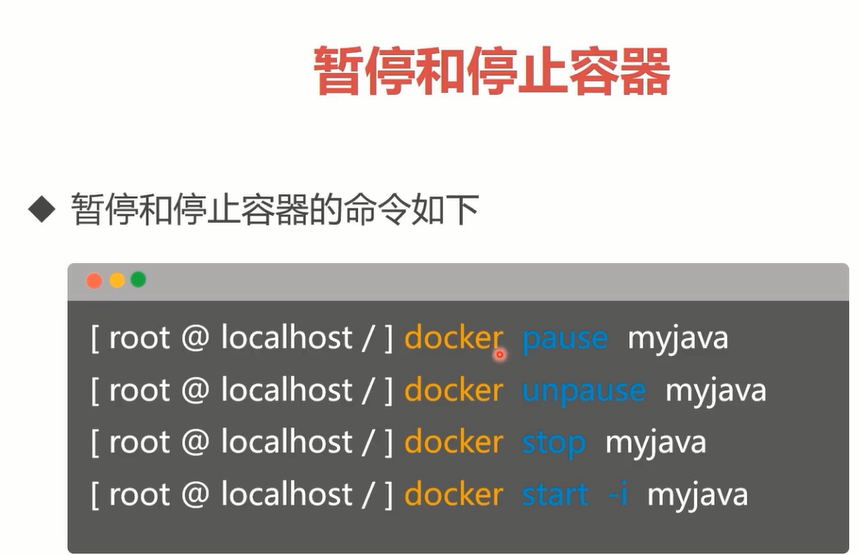 暂停和停止容器
暂停和停止容器的命令如下
[ root @ localhost / ] docker pause myjava
[ root @ localhost / ] docker unpause myjava
[ root @ localhost / ] docker stop myjava
[ root @ localhost / ] docker start -i myjava